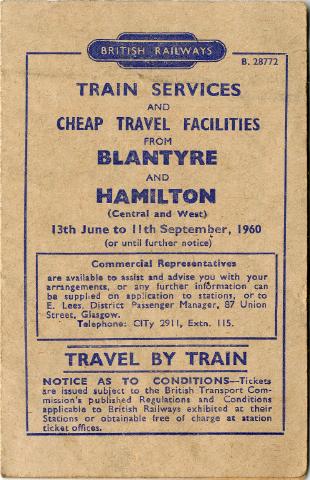 BRITISH RAILWAYS
B. 28772
TRAIN SERVICES
AND
CHEAP TRAVEL FACILITIES
FROM
BLANTYRE
AND
HAMILTON
(Central and West)
13th June to 11th September, 1960
(or until further notice)
Commercial Representatives
are available to assist and advise you with your
arrangements, or any further information can
be supplied on application to stations, or to
E. Lees, District Passenger Manager, 87 Union
Street, Glasgow.
Telephone: CITy 2911, Extn. 115.
TRAVEL BY TRAIN
NOTICE AS TO CONDITIONS—Tickets
are issued subject to the British Transport Com-
mission's published Regulations and Conditions
applicable to British Railways exhibited at their
Stations or obtainable free of charge at station
ticket offices.